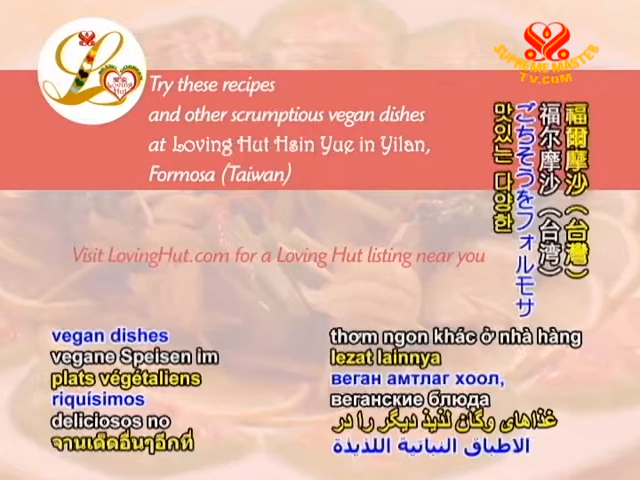 SUPREME MASTER
TV.COM
Loving
Hut
Try these recipes
and other scrumptious vegan dishes
at Loving Hut Hsin Yue in Yilan,
Formosa (Taiwan)
福爾摩沙（台灣）
福尔摩沙（台湾）
ごちそうをフォルモサ
맛있는 다양한
Visit LovingHut.com for a Loving Hut listing near you
vegan dishes
vegane Speisen im
plats végétaliens
riquísimos
deliciosos no
จานเด็ดอื่นๆอีกที่
thơm ngon khác ở nhà hàng
lezat lainnya
веган амтлаг хоол,
веганские блюда
غذاهای وگان لذیذ دیگر را در
الاطباق النباتية اللذيذة